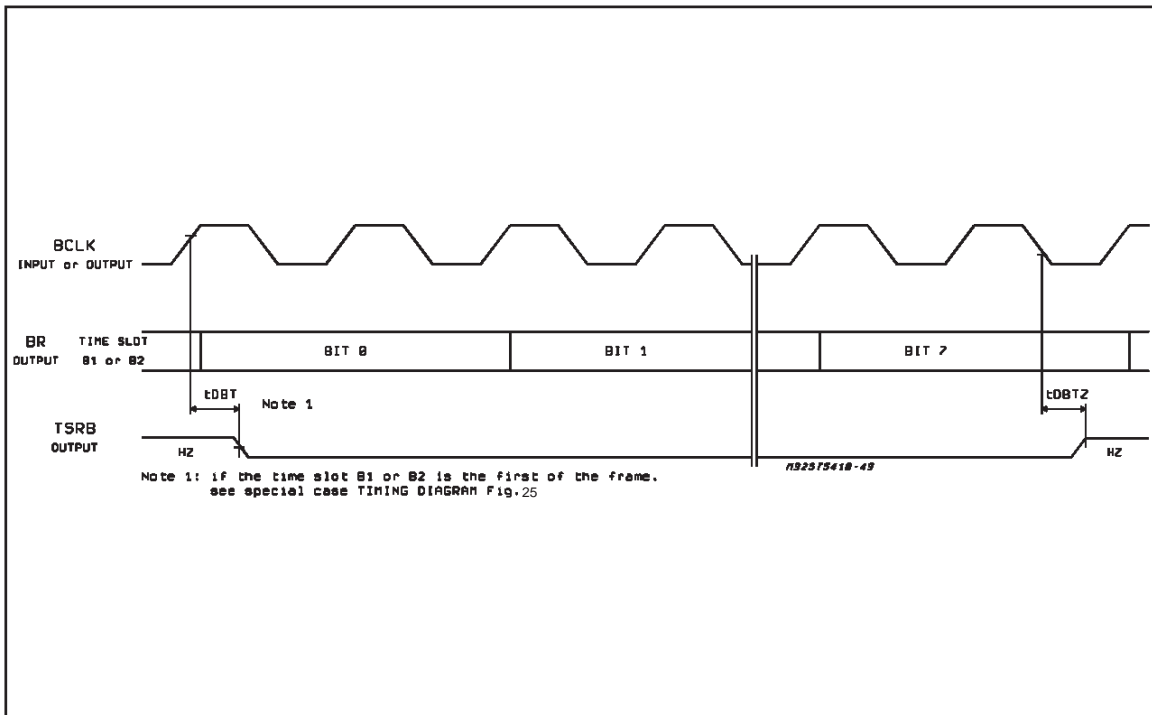 BCLK
INPUT or OUTPUT
BR TIME SLOT
OUTPUT B1 or B2
BIT 0
BIT 1
BIT 7
tDBT
Note 1
tDBTZ
TSRB
OUTPUT
HZ
HZ
M92ST5410-49
Note 1: if the time slot B1 or B2 is the first of the frame.
see special case TIMING DIAGRAM Fig.25